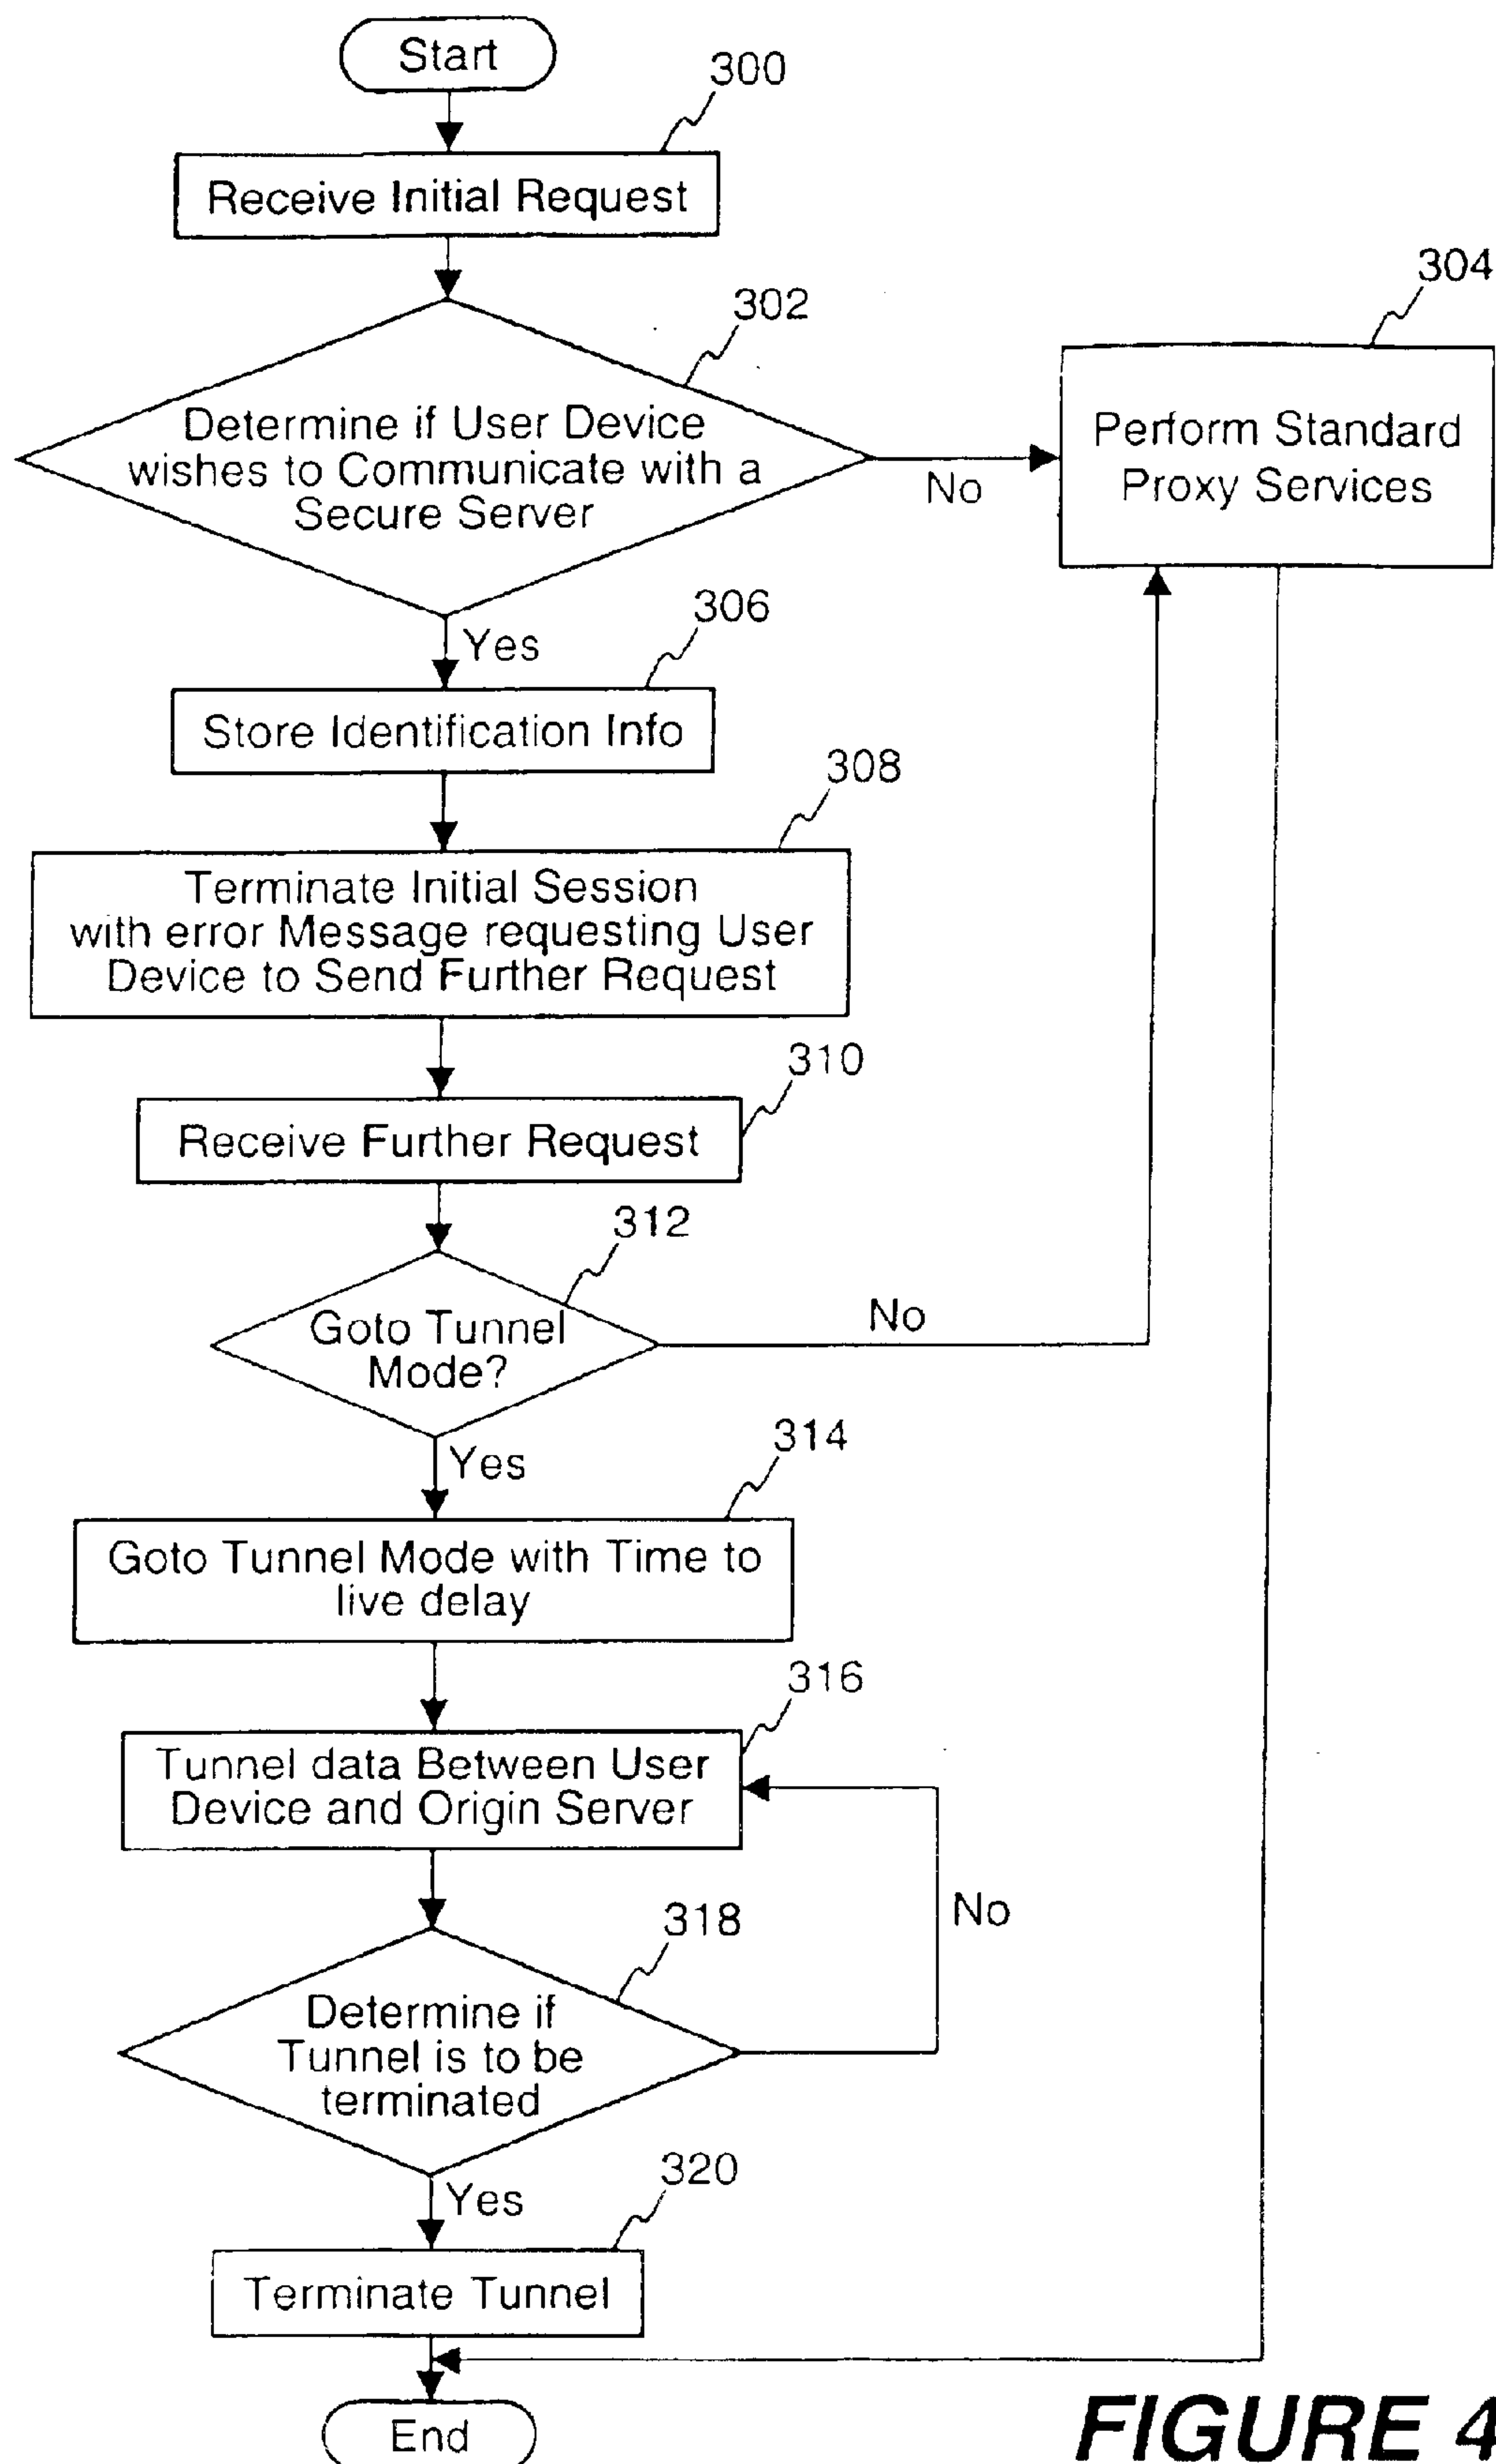 Start
300
Receive Initial Request
302
304
Determine if User Device
wishes to Communicate with a
Secure Server
No
Perform Standard
Proxy Services
Yes
306
Store Identification Info
308
Terminate Initial Session
with error Message requesting User
Device to Send Further Request
310
Receive Further Request
312
Goto Tunnel
Mode?
No
Yes
314
Goto Tunnel Mode with Time to
live delay
316
Tunnel data Between User
Device and Origin Server
No
318
Determine if
Tunnel is to be
terminated
Yes
320
Terminate Tunnel
End
FIGURE 4